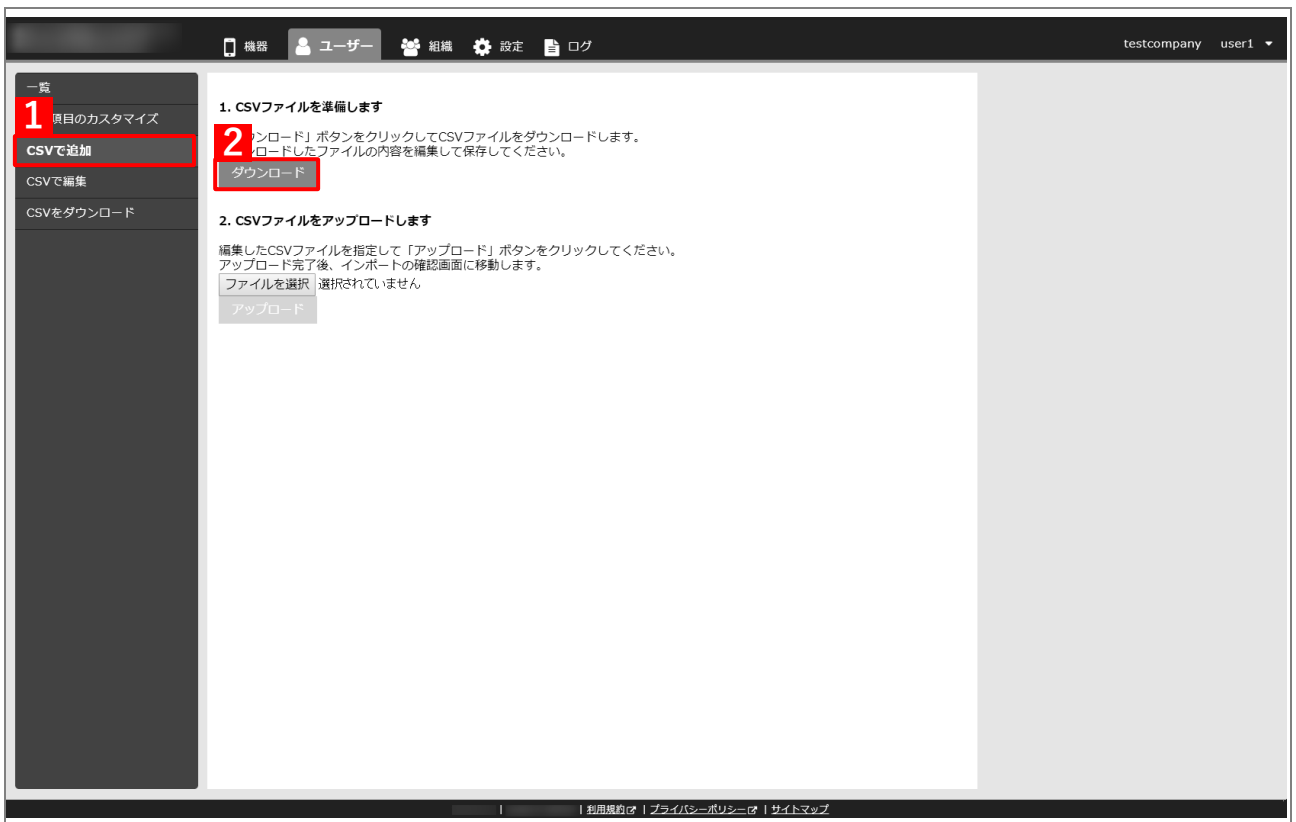 機器
ユーザー
組織
設定
ログ
testcompany user1
一覧
1
項目のカスタマイズ
CSVで追加
CSVで編集
CSVをダウンロード
1. CSVファイルを準備します
2
ンロード」ボタンをクリックしてCSVファイルをダウンロードします。
ロードしたファイルの内容を編集して保存してください。
ダウンロード
2. CSVファイルをアップロードします
編集したCSVファイルを指定して「アップロード」ボタンをクリックしてください。
アップロード完了後、インポートの確認画面に移動します。
ファイルを選択 選択されていません
アップロード
| | 利用規約 | プライバシーポリシー | サイトマップ